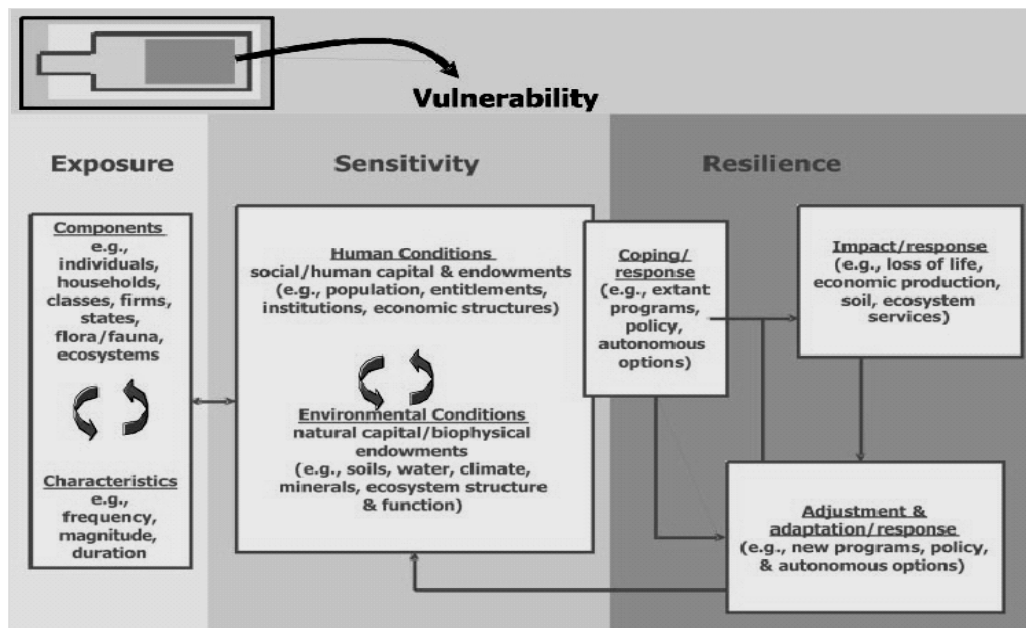 Vulnerability
Exposure
Sensitivity
Resilience
Components
e.g.,
individuals,
households,
classes, firms,
states,
flora/fauna,
ecosystems
Characteristics
e.g.,
frequency,
magnitude,
duration
Human Conditions
social/human capital & endowments
(e.g., population, entitlements,
institutions, economic structures)
Environmental Conditions
natural capital/biophysical
endowments
(e.g., soils, water, climate,
minerals, ecosystem structure
& function)
Coping/
response
(e.g., extant
programs,
policy,
autonomous
options)
Impact/response
(e.g., loss of life,
economic production,
soil, ecosystem
services)
Adjustment &
adaptation/response
(e.g., new programs, policy,
& autonomous options)